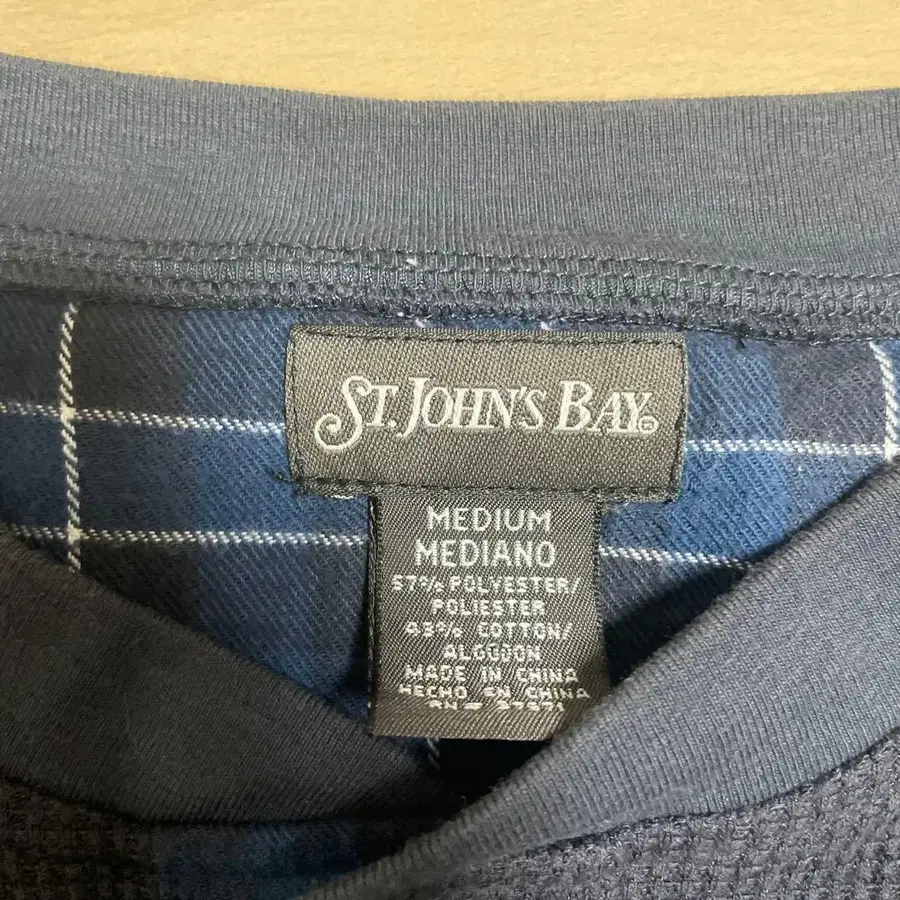 ST. JOHN'S BAY®
MEDIUM
MEDIANO
57% POLYESTER/
POLIESTER
43% COTTON/
ALGODON
MADE IN CHINA
HECHO EN CHINA